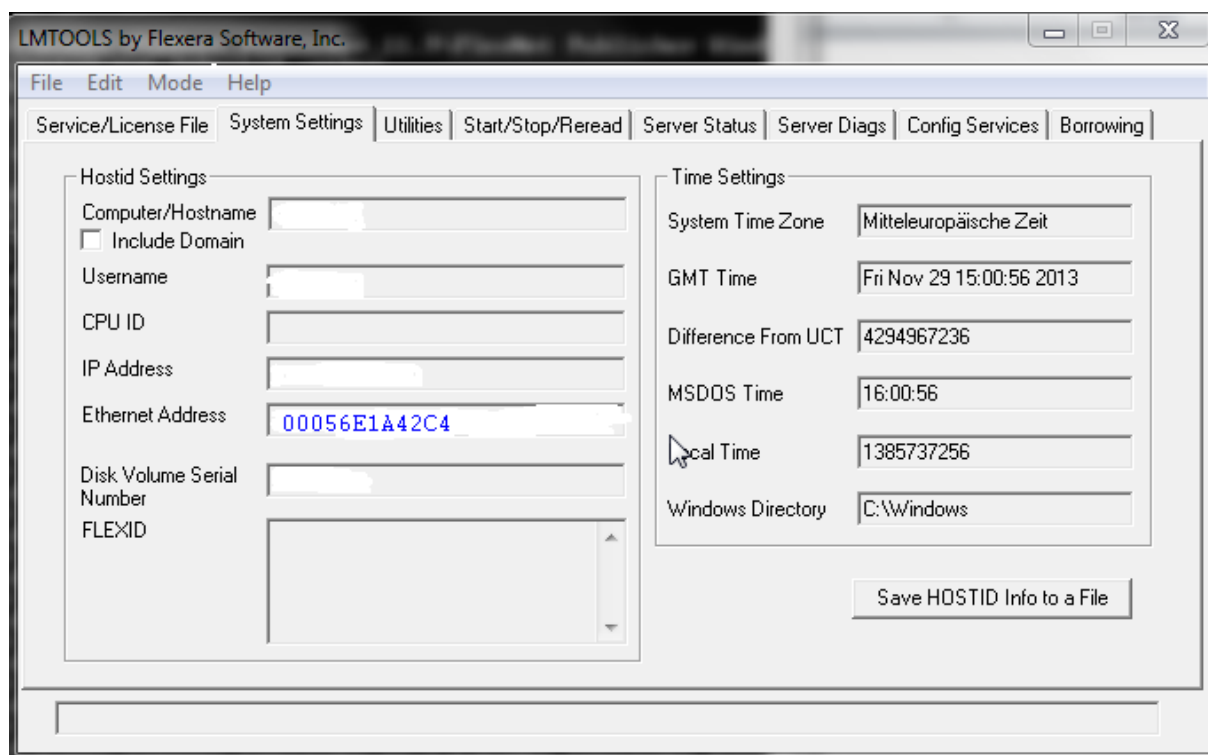 LMTOOLS by Flexera Software, Inc.
File Edit Mode Help
Service/License File System Settings Utilities Start/Stop/Reread Server Status Server Diags Config Services Borrowing
Hostid Settings
Computer/Hostname
Include Domain
Username
CPU ID
IP Address
Ethernet Address 00056E1A42C4
Disk Volume Serial
Number
FLEXID
Time Settings
System Time Zone Mitteleuropäische Zeit
GMT Time Fri Nov 29 15:00:56 2013
Difference From UCT 4294967236
MSDOS Time 16:00:56
ocal Time 1385737256
Windows Directory C:\Windows
Save HOSTID Info to a File